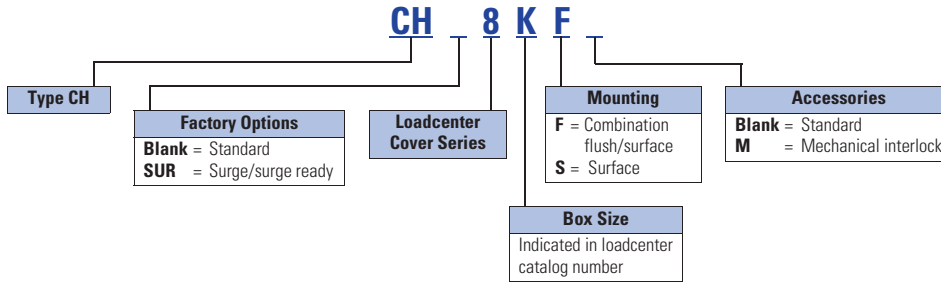 CH _ 8 K F _
Type CH
Factory Options
Blank = Standard
SUR = Surge/surge ready
Loadcenter
Cover Series
Mounting
F = Combination
flush/surface
S = Surface
Accessories
Blank = Standard
M = Mechanical interlock
Box Size
Indicated in loadcenter
catalog number